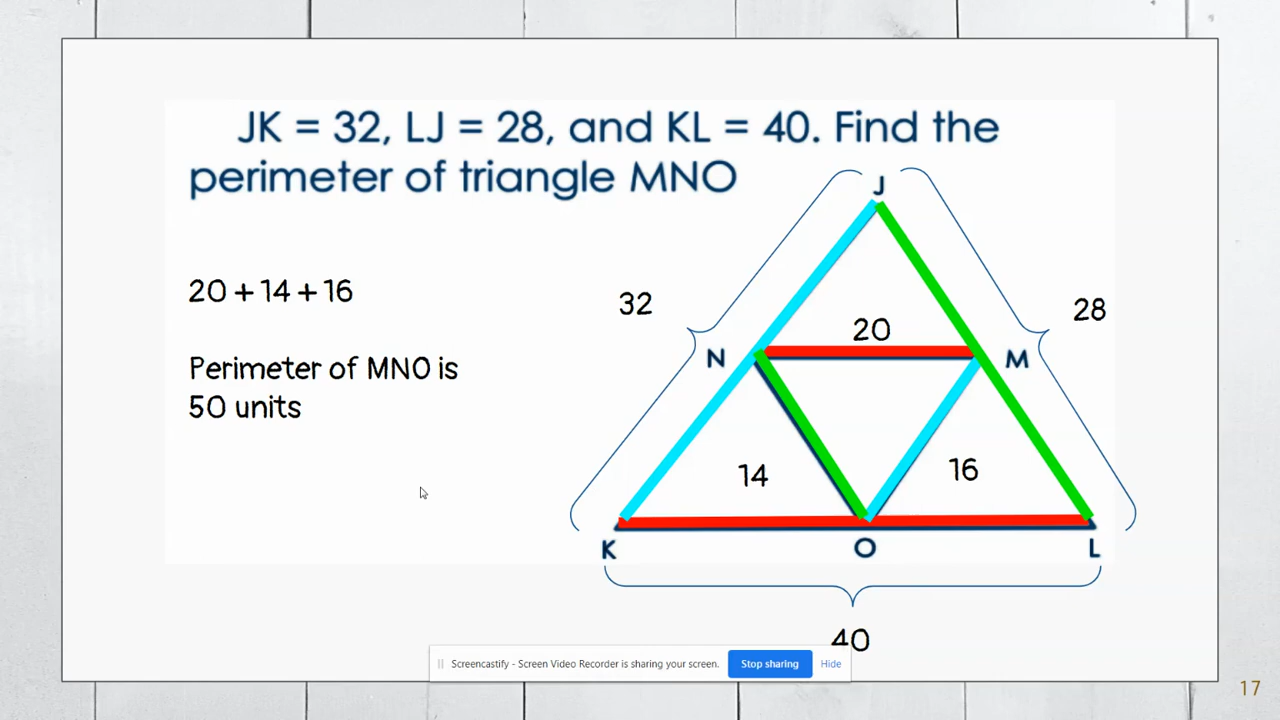 JK = 32, LJ = 28, and KL = 40. Find the
perimeter of triangle MNO
J
20 + 14 + 16
32
28
20
N
M
Perimeter of MNO is
50 units
14
16
K
O
L
40
Screencastify - Screen Video Recorder is sharing your screen.
Stop sharing
Hide
17